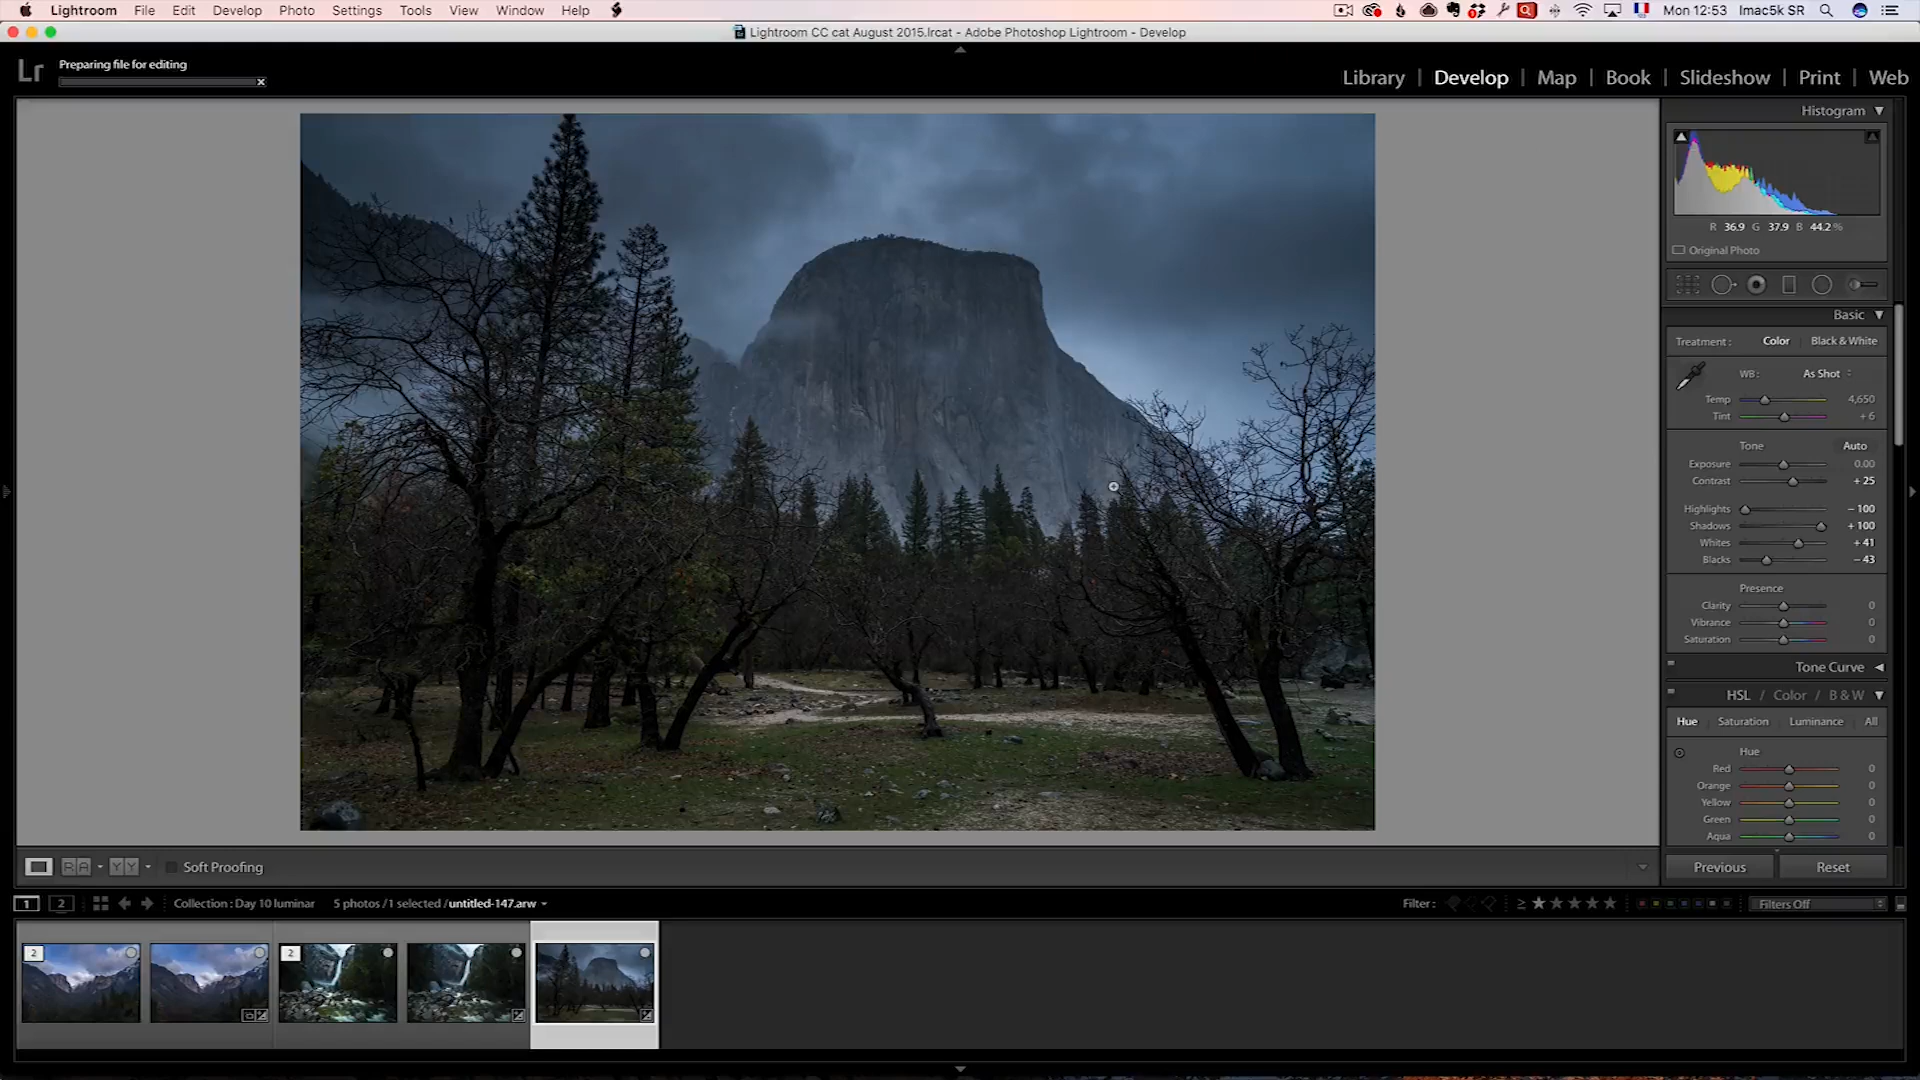 Lightroom File Edit Develop Photo Settings Tools View Window Help Mon 12:53 Imac5k SR
Lightroom CC cat August 2015.lrcat - Adobe Photoshop Lightroom - Develop
Lr Preparing file for editing
Library | Develop | Map | Book | Slideshow | Print | Web
Histogram
R 36.9 G 37.9 B 44.2 %
Original Photo
Basic
Treatment : Color Black & White
WB : As Shot
Temp 4,650
Tint + 6
Tone Auto
Exposure 0.00
Contrast + 25
Highlights − 100
Shadows + 100
Whites + 41
Blacks − 43
Presence
Clarity 0
Vibrance 0
Saturation 0
Tone Curve
HSL / Color / B & W
Hue Saturation Luminance All
Hue
Red 0
Orange 0
Yellow 0
Green 0
Aqua 0
R A Y Y Soft Proofing
Previous Reset
1 2 Collection : Day 10 luminar 5 photos / 1 selected / untitled-147.arw Filter : ≥ Filters Off
2 2